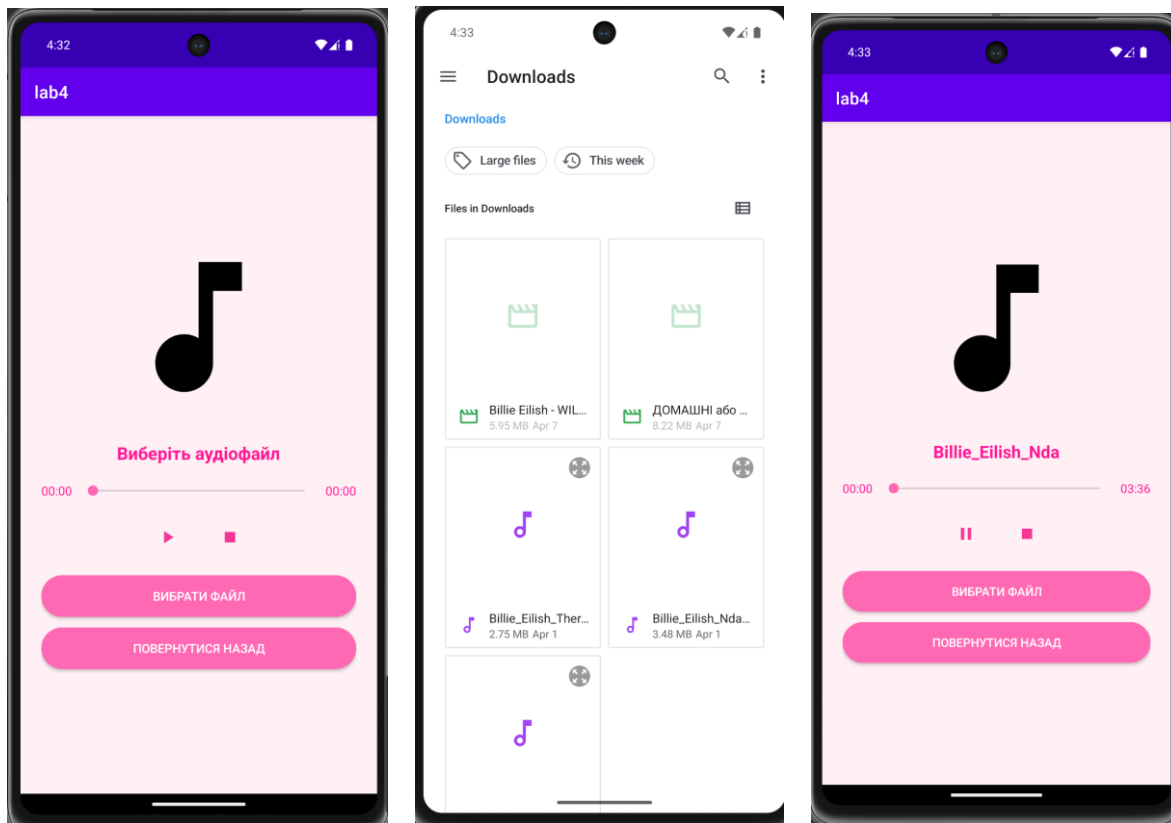 4:32
lab4
Виберіть аудіофайл
00:00 00:00
ВИБРАТИ ФАЙЛ
ПОВЕРНУТИСЯ НАЗАД
4:33
Downloads
Downloads
Large files This week
Files in Downloads
Billie Eilish - WIL... ДОМАШНІ або ...
5.95 MB Apr 7 8.22 MB Apr 7
Billie_Eilish_Ther... Billie_Eilish_Nda...
2.75 MB Apr 1 3.48 MB Apr 1
4:33
lab4
Billie_Eilish_Nda
00:00 03:36
ВИБРАТИ ФАЙЛ
ПОВЕРНУТИСЯ НАЗАД